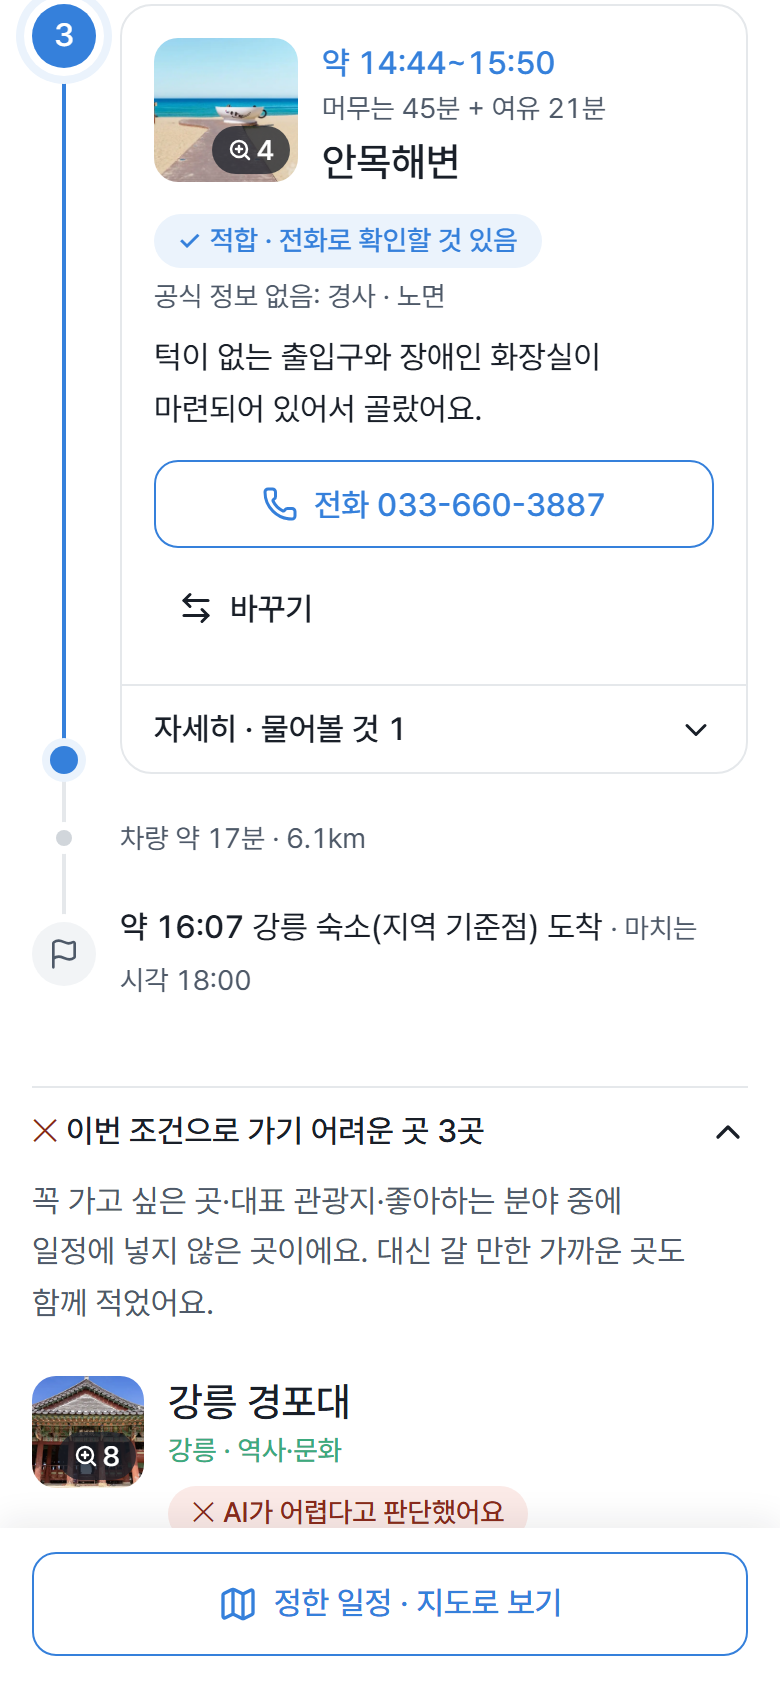 3
약 14:44~15:50
머무는 45분 + 여유 21분
4
안목해변
적합 · 전화로 확인할 것 있음
공식 정보 없음: 경사 · 노면
턱이 없는 출입구와 장애인 화장실이
마련되어 있어서 골랐어요.
전화 033-660-3887
바꾸기
자세히 · 물어볼 것 1
차량 약 17분 · 6.1km
약 16:07 강릉 숙소(지역 기준점) 도착 · 마치는
시각 18:00
이번 조건으로 가기 어려운 곳 3곳
꼭 가고 싶은 곳·대표 관광지·좋아하는 분야 중에
일정에 넣지 않은 곳이에요. 대신 갈 만한 가까운 곳도
함께 적었어요.
강릉 경포대
8
강릉 · 역사·문화
AI가 어렵다고 판단했어요
정한 일정 · 지도로 보기